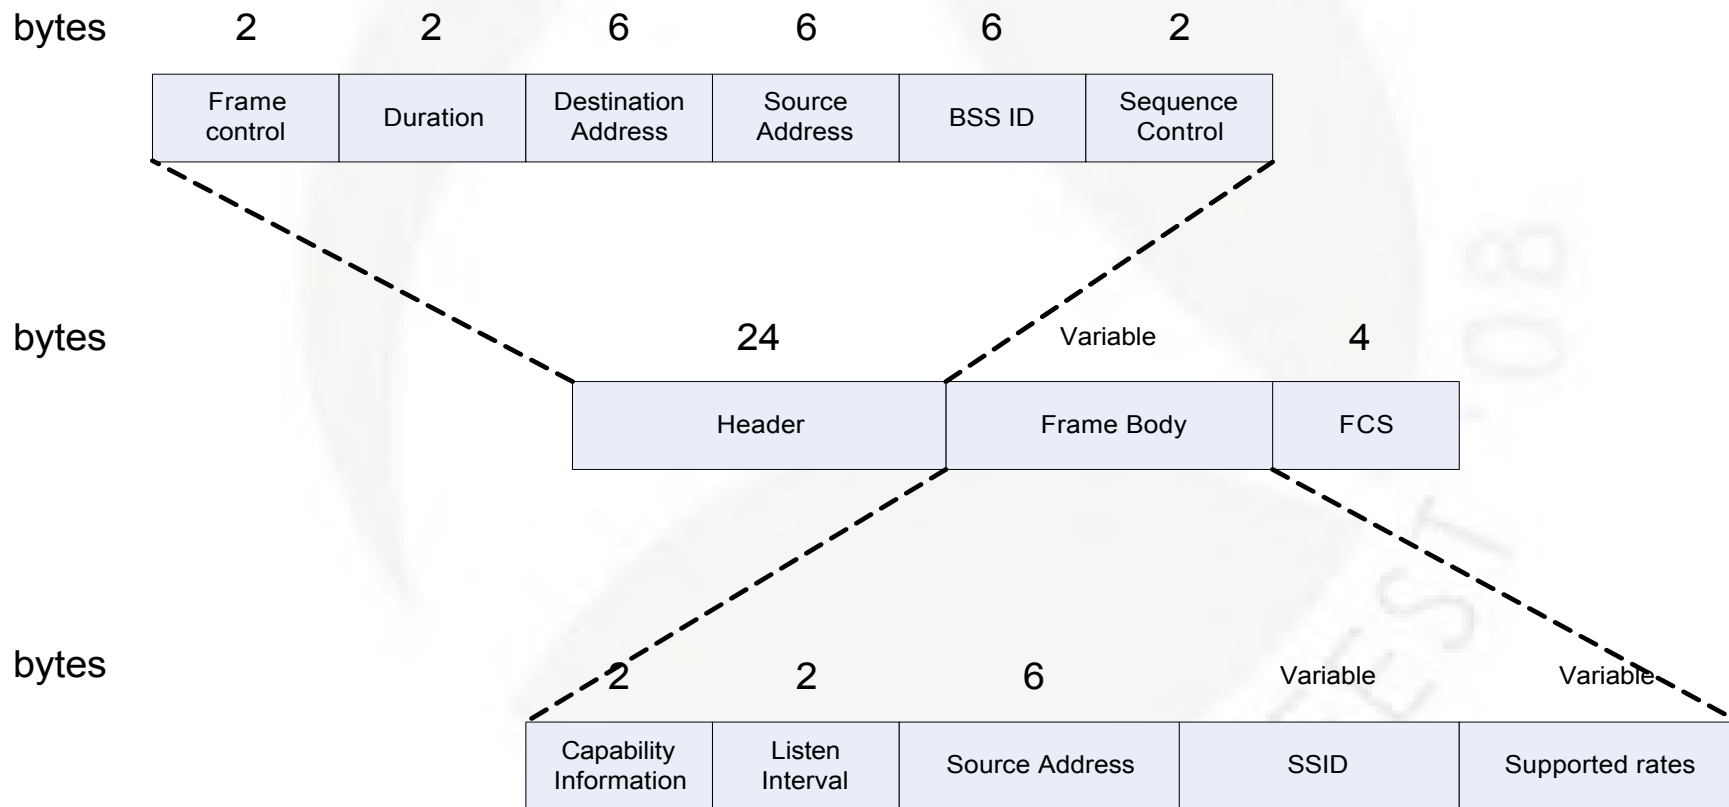 bytes 2 2 6 6 6 2
Frame control Duration Destination Address Source Address BSS ID Sequence Control
bytes 24 Variable 4
Header Frame Body FCS
bytes 2 2 6 Variable Variable
Capability Information Listen Interval Source Address SSID Supported rates
EST '08